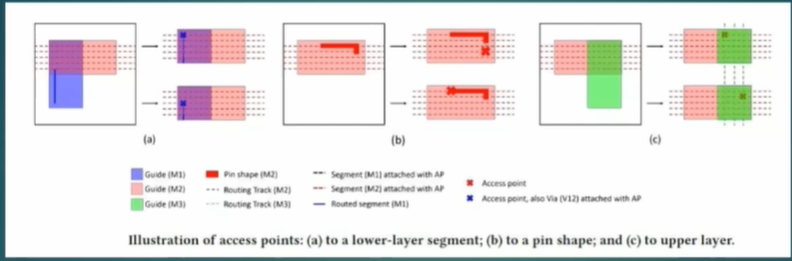 (a)
(b)
(c)
Guide (M1)
Guide (M2)
Guide (M3)
Pin shape (M2)
Routing Track (M2)
Routing Track (M3)
Segment (M1) attached with AP
Segment (M2) attached with AP
Routed segment (M1)
Access point
Access point, also Via (V12) attached with AP
Illustration of access points: (a) to a lower-layer segment; (b) to a pin shape; and (c) to upper layer.